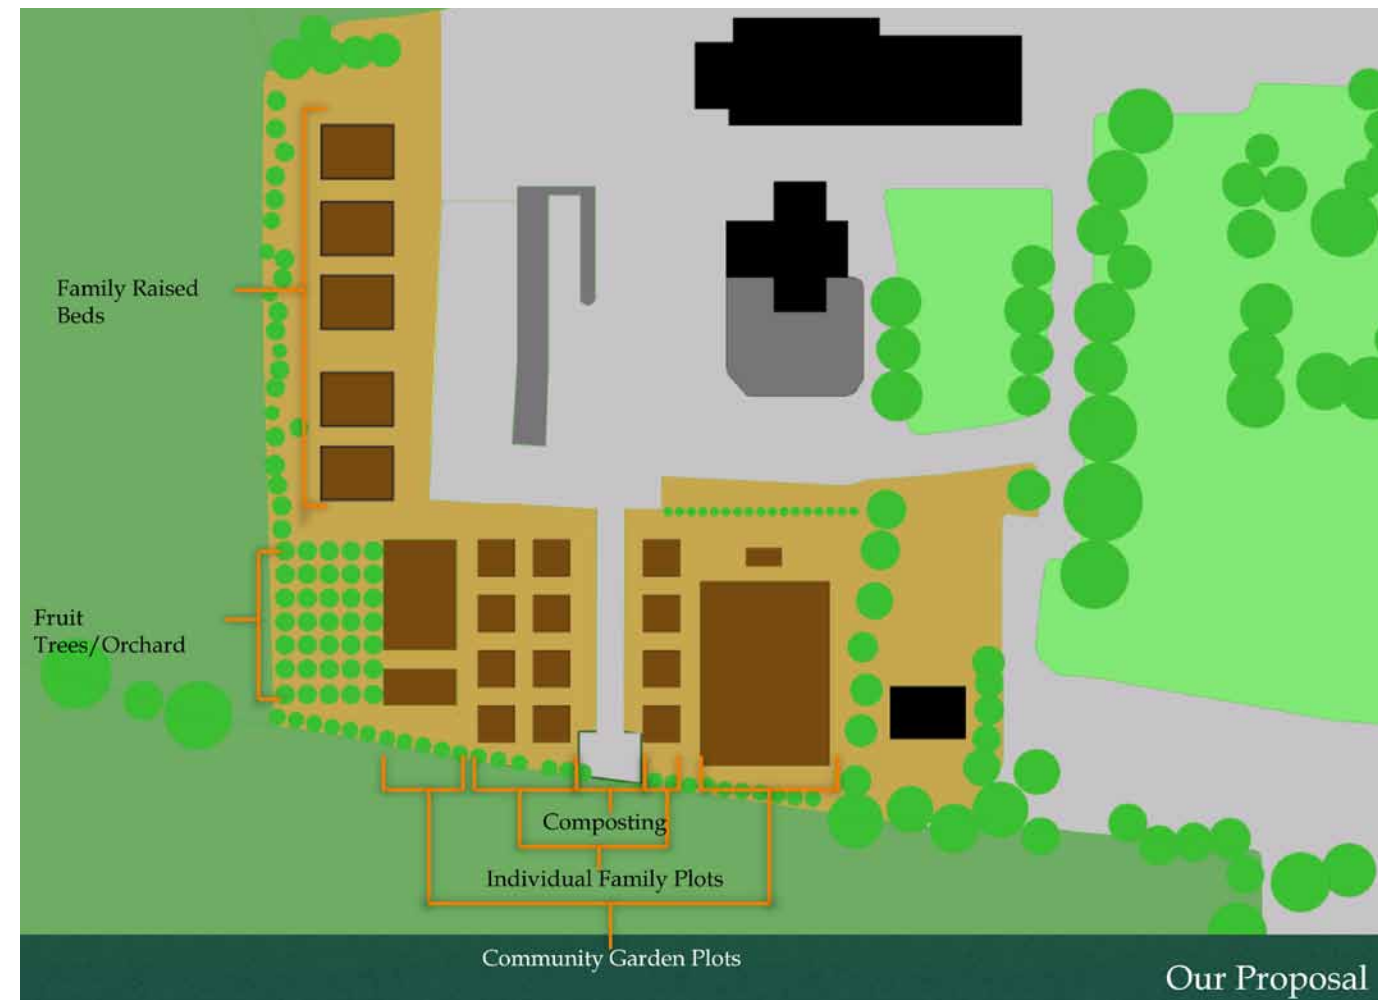 Family Raised
Beds
Fruit
Trees/Orchard
Composting
Individual Family Plots
Community Garden Plots
Our Proposal